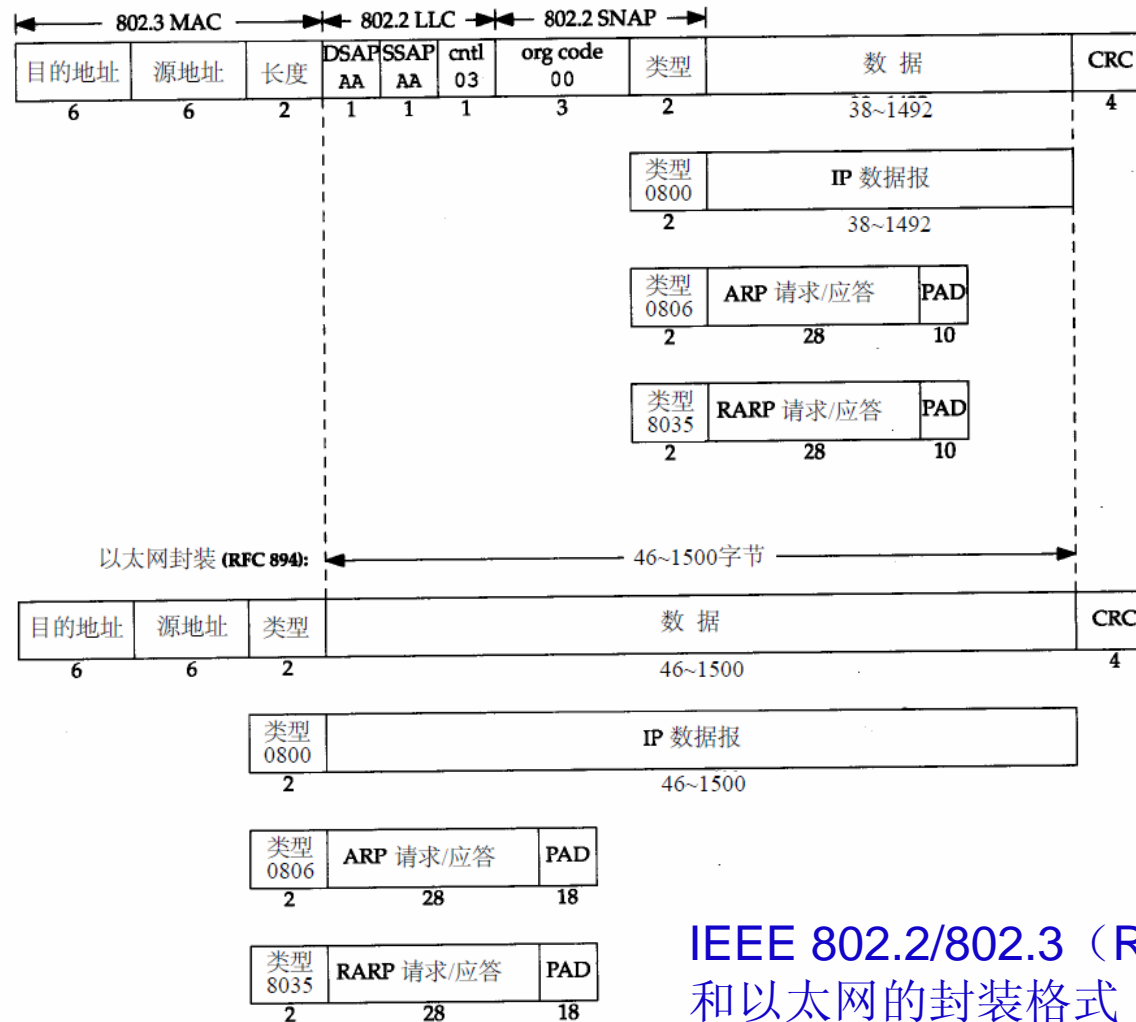 802.3 MAC 802.2 LLC 802.2 SNAP
目的地址 源地址 长度 DSAP AA SSAP AA cntl 03 org code 00 类型 数 据 CRC
6 6 2 1 1 1 3 2 38~1492 4
类型 0800 IP 数据报
2 38~1492
类型 0806 ARP 请求/应答 PAD
2 28 10
类型 8035 RARP 请求/应答 PAD
2 28 10
以太网封装 (RFC 894): 46~1500字节
目的地址 源地址 类型 数 据 CRC
6 6 2 46~1500 4
类型 0800 IP 数据报
2 46~1500
类型 0806 ARP 请求/应答 PAD
2 28 18
类型 8035 RARP 请求/应答 PAD
2 28 18
IEEE 802.2/802.3（R
和以太网的封装格式